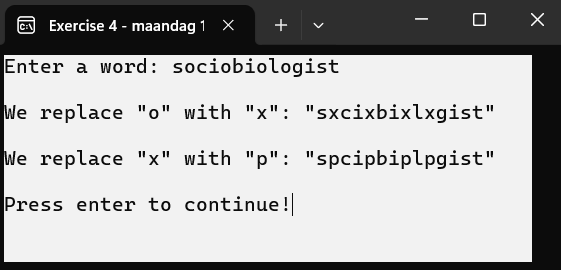 Exercise 4 - maandag 1
Enter a word: sociobiologist
We replace "o" with "x": "sxcixbixlxgist"
We replace "x" with "p": "spcipbiplpgist"
Press enter to continue!